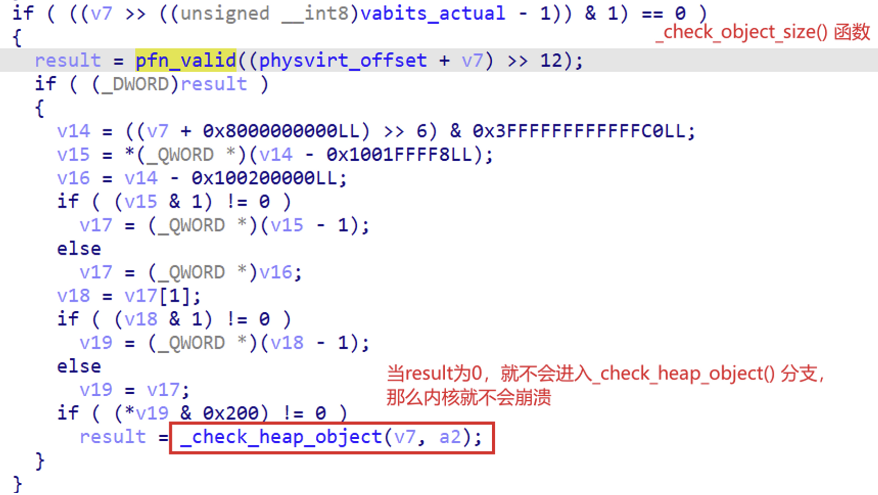 if ( ((v7 >> ((unsigned __int8)vabits_actual - 1)) & 1) == 0 )
_check_object_size() 函数
{
result = pfn_valid((physvirt_offset + v7) >> 12);
if ( (_DWORD)result )
{
v14 = ((v7 + 0x8000000000LL) >> 6) & 0x3FFFFFFFFFFFFC0LL;
v15 = *(_QWORD *)(v14 - 0x1001FFFF8LL);
v16 = v14 - 0x100200000LL;
if ( (v15 & 1) != 0 )
v17 = (_QWORD *)(v15 - 1);
else
v17 = (_QWORD *)v16;
v18 = v17[1];
if ( (v18 & 1) != 0 )
v19 = (_QWORD *)(v18 - 1);
else
v19 = v17;
当result为0，就不会进入_check_heap_object() 分支，
那么内核就不会崩溃
if ( (*v19 & 0x200) != 0 )
result = _check_heap_object(v7, a2);
}
}